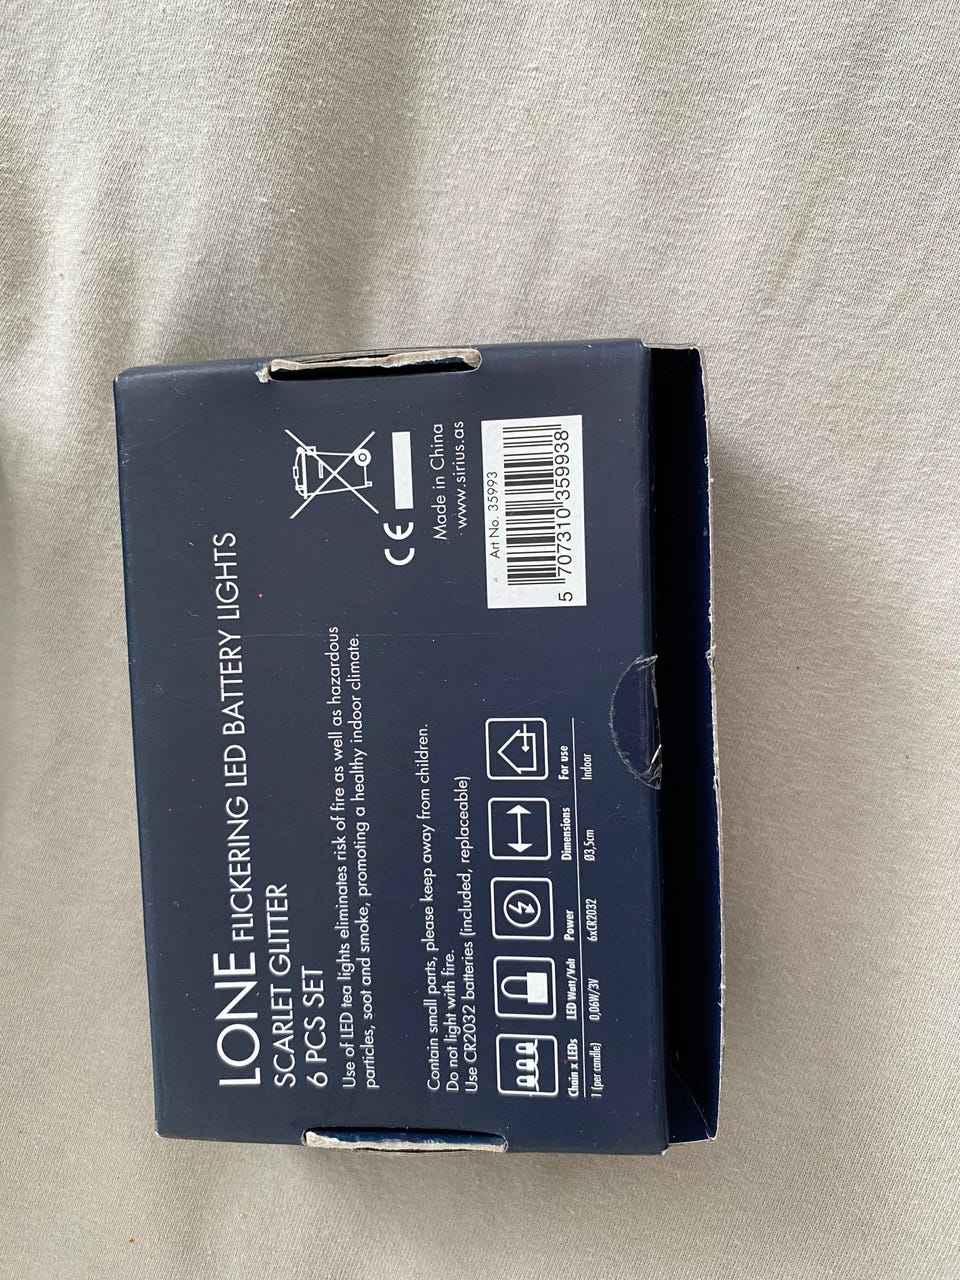 LONE FLICKERING LED BATTERY LIGHTS
SCARLET GLITTER
6 PCS SET
Use of LED tea lights eliminates risk of fire as well as hazardous
particles, soot and smoke, promoting a healthy indoor climate.
Contain small parts, please keep away from children.
Do not light with fire.
Use CR2032 batteries (included, replaceable)
Chain x LEDs LED Watt/Volt Power Dimensions For use
1 (per candle) 0,06W/3V 6xCR2032 Ø3,5cm Indoor
CE
Made in China
www.sirius.as
Art No. 35993
5 707310 359938